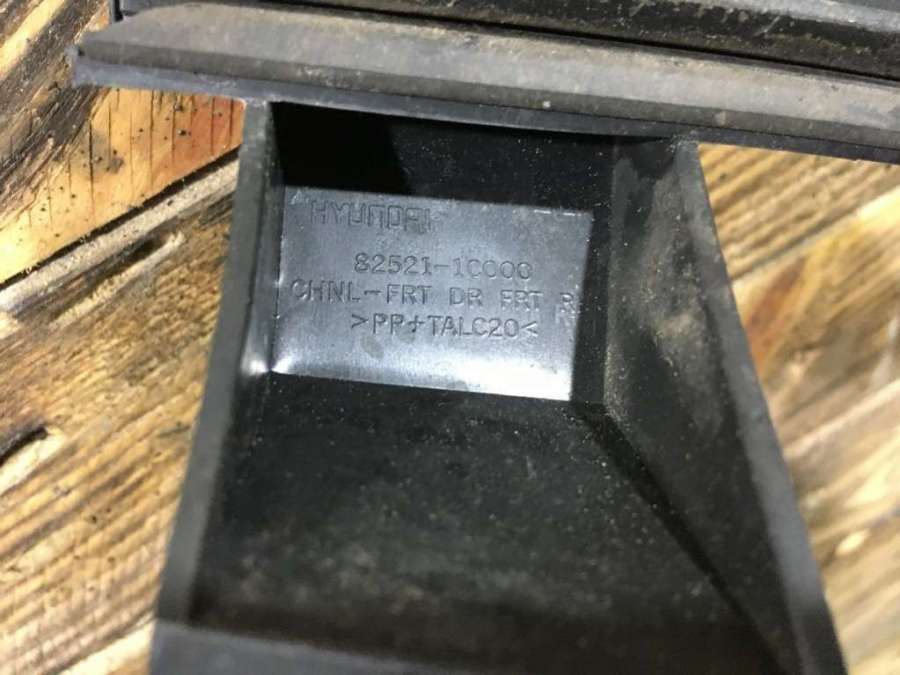 HYUNDAI
82521-1C000
CHNL-FRT DR FRT R
>PP+TALC20<